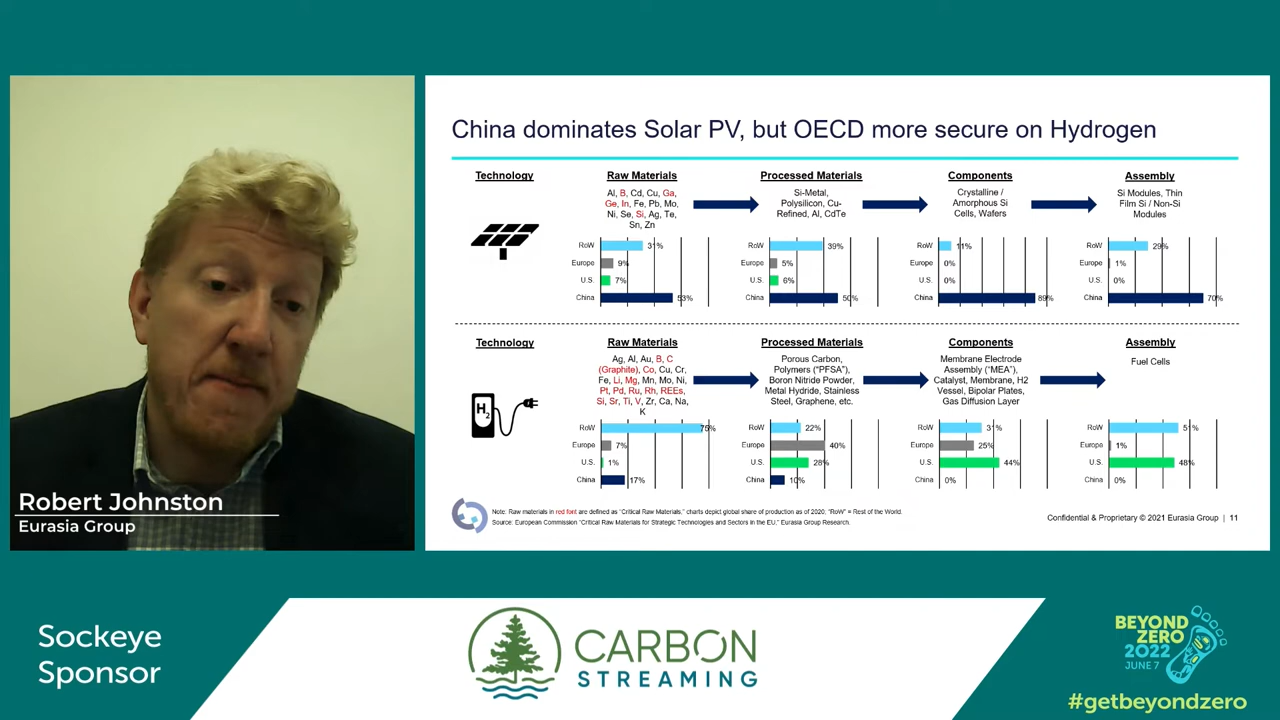 China dominates Solar PV, but OECD more secure on Hydrogen
Technology
Raw Materials
Al, B, Cd, Cu, Ga,
Ge, In, Fe, Pb, Mo,
Ni, Se, Si, Ag, Te,
Sn, Zn
Processed Materials
Si-Metal,
Polysilicon, Cu-
Refined, Al, CdTe
Components
Crystalline /
Amorphous Si
Cells, Wafers
Assembly
Si Modules, Thin
Film Si / Non-Si
Modules
RoW 31%
Europe 9%
U.S. 7%
China 53%
RoW 39%
Europe 5%
U.S. 6%
China 50%
RoW 11%
Europe 0%
U.S. 0%
China 89%
RoW 29%
Europe 1%
U.S. 0%
China 70%
Technology
H2
Raw Materials
Ag, Al, Au, B, C
(Graphite), Co, Cu, Cr,
Fe, Li, Mg, Mn, Mo, Ni,
Pt, Pd, Ru, Rh, REEs,
Si, Sr, Ti, V, Zr, Ca, Na,
K
Processed Materials
Porous Carbon,
Polymers ("PFSA"),
Boron Nitride Powder,
Metal Hydride, Stainless
Steel, Graphene, etc.
Components
Membrane Electrode
Assembly ("MEA"),
Catalyst, Membrane, H2
Vessel, Bipolar Plates,
Gas Diffusion Layer
Assembly
Fuel Cells
RoW 75%
Europe 7%
U.S. 1%
China 17%
RoW 22%
Europe 40%
U.S. 28%
China 10%
RoW 31%
Europe 25%
U.S. 44%
China 0%
RoW 51%
Europe 1%
U.S. 48%
China 0%
Note: Raw materials in red font are defined as "Critical Raw Materials," charts depict global share of production as of 2020, "RoW" = Rest of the World.
Source: European Commission "Critical Raw Materials for Strategic Technologies and Sectors in the EU," Eurasia Group Research.
Confidential & Proprietary © 2021 Eurasia Group | 11
Robert Johnston
Eurasia Group
Sockeye
Sponsor
CARBON
STREAMING
BEYOND
ZERO
2022
JUNE 7
#getbeyondzero